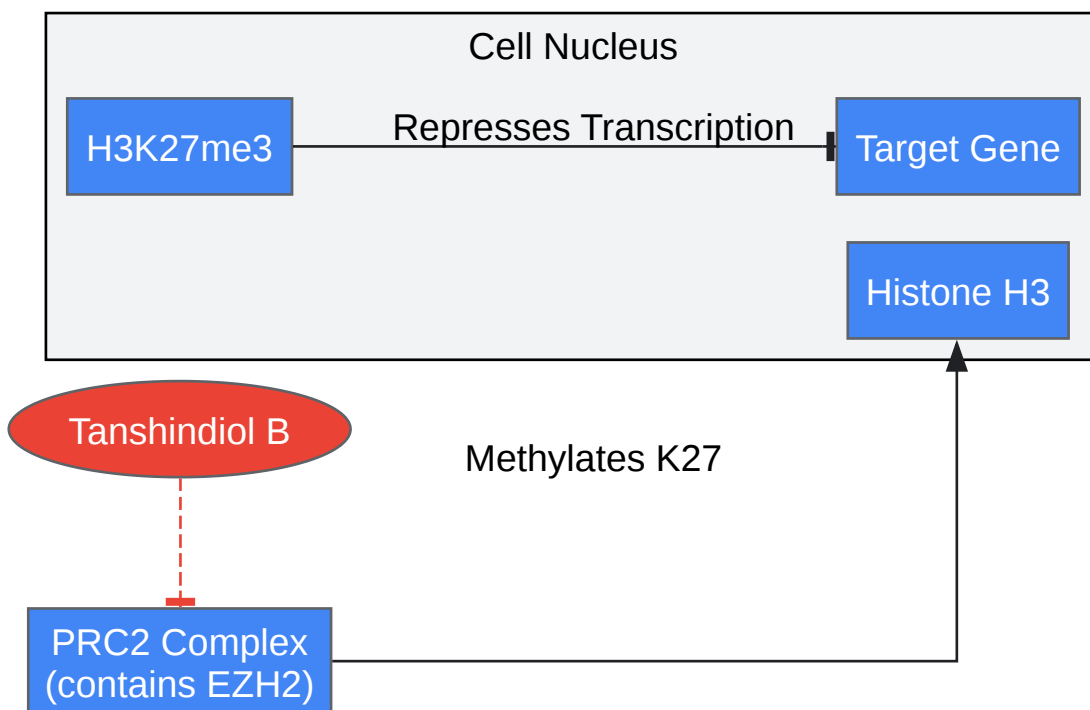 Cell Nucleus
H3K27me3
Represses Transcription
Target Gene
Histone H3
Tanshindiol B
Methylates K27
PRC2 Complex
(contains EZH2)